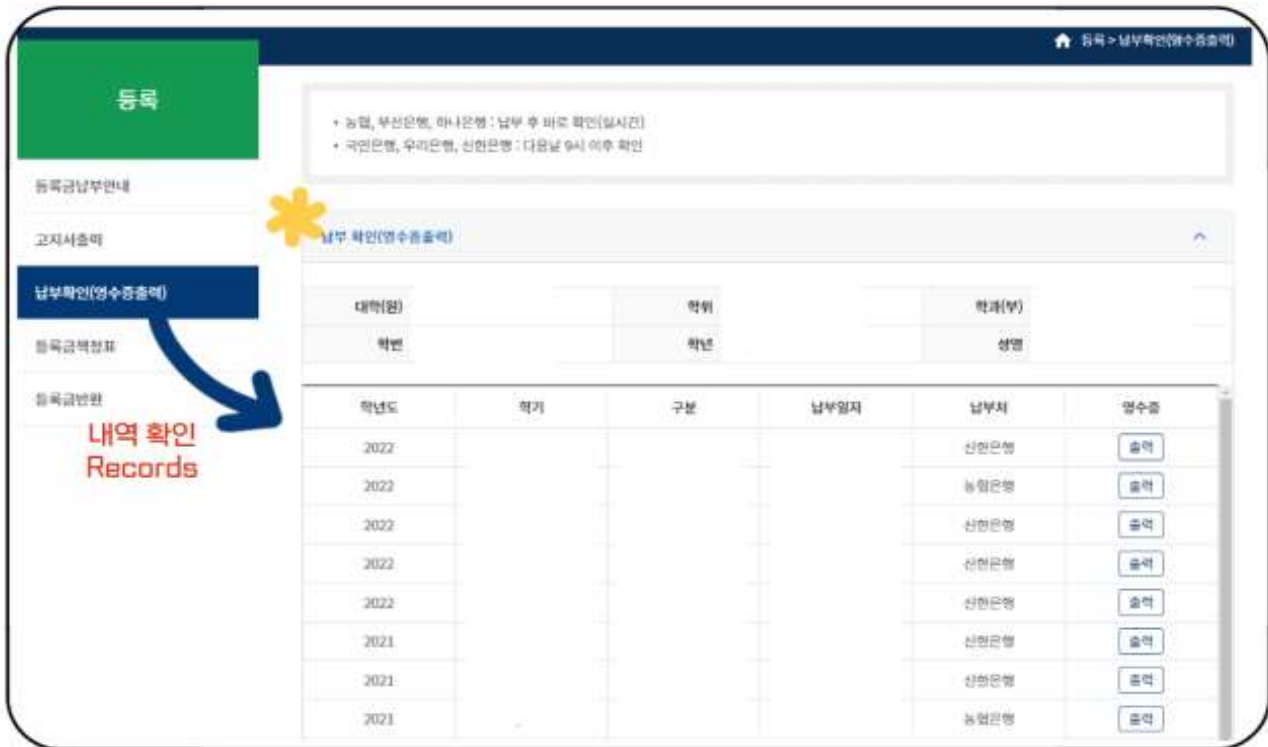 등록 > 납부확인(영수증출력)
등록
• 농협, 부산은행, 하나은행 : 납부 후 바로 확인(실시간)
• 국민은행, 우리은행, 신한은행 : 다음날 9시 이후 확인
등록금납부안내
고지서출력
납부확인(영수증출력)
등록금책정표
등록금반환
내역 확인
Records
납부 확인(영수증출력)
대학(원) 학위 학과(부)
학번 학년 성명
학년도 학기 구분 납부일자 납부처 영수증
2022 신한은행 출력
2022 농협은행 출력
2022 신한은행 출력
2022 신한은행 출력
2022 신한은행 출력
2021 신한은행 출력
2021 신한은행 출력
2021 농협은행 출력